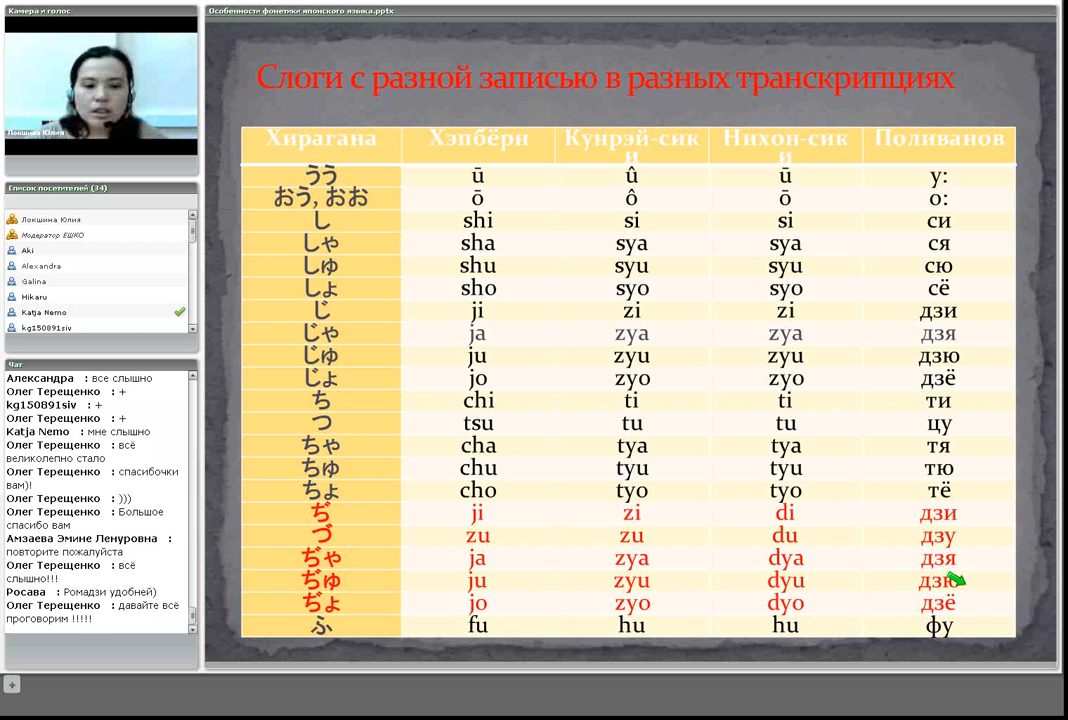 Камера и голос
Локшина Юлия
Список посетителей (34)
Локшина Юлия
Модератор ЕШКО
Aki
Alexandra
Galina
Hikaru
Katja Nemo
kg150891siv
Чат
Александра : все слышно
Олег Терещенко : +
kg150891siv : +
Олег Терещенко : +
Katja Nemo : мне слышно
Олег Терещенко : всё
великолепно стало
Олег Терещенко : спасибочки
вам)!
Олег Терещенко : )))
Олег Терещенко : Большое
спасибо вам
Амзаева Эмине Ленуровна :
повторите пожалуйста
Олег Терещенко : всё
слышно!!!
Росава : Ромадзи удобней)
Олег Терещенко : давайте всё
проговорим !!!!!
Особенности фонетики японского языка.pptx
Слоги с разной записью в разных транскрипциях
Хирагана Хэпбёрн Кунрэй-сик Нихон-сик Поливанов
и и
うう ū û ū у:
おう, おお ō ô ō о:
し shi si si си
しゃ sha sya sya ся
しゅ shu syu syu сю
しょ sho syo syo сё
じ ji zi zi дзи
じゃ ja zya zya дзя
じゅ ju zyu zyu дзю
じょ jo zyo zyo дзё
ち chi ti ti ти
つ tsu tu tu цу
ちゃ cha tya tya тя
ちゅ chu tyu tyu тю
ちょ cho tyo tyo тё
ぢ ji zi di дзи
づ zu zu du дзу
ぢゃ ja zya dya дзя
ぢゅ ju zyu dyu дзю
ぢょ jo zyo dyo дзё
ふ fu hu hu фу